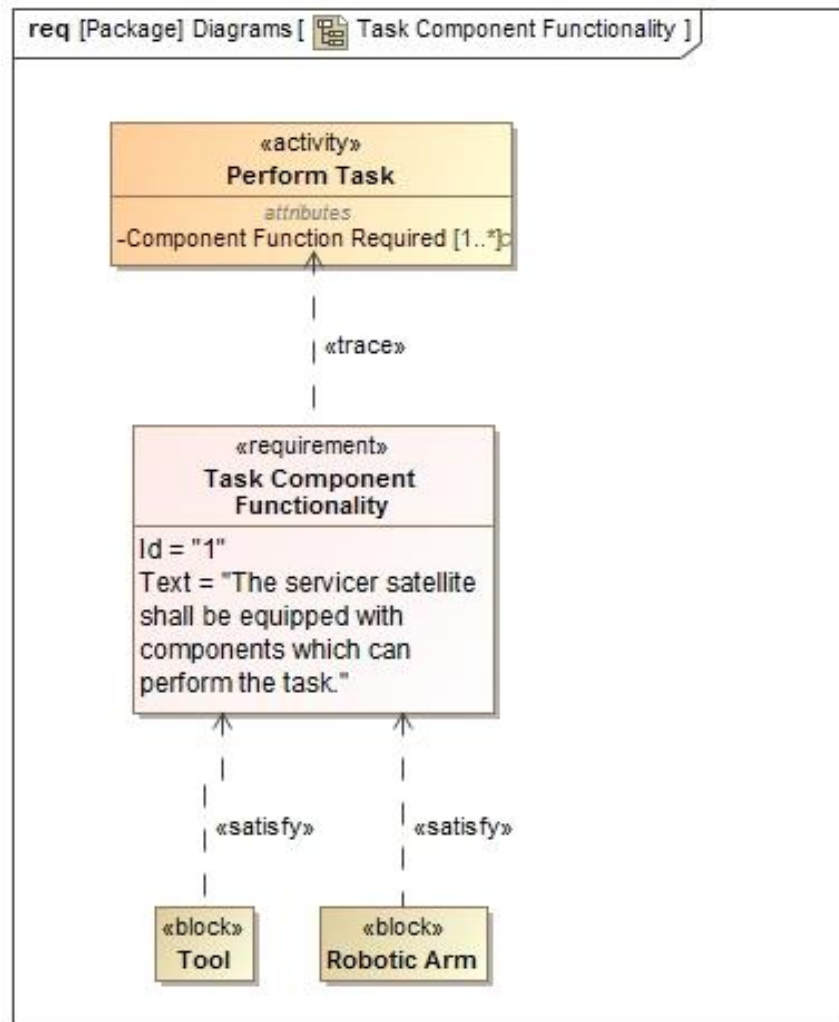 req [Package] Diagrams [ Task Component Functionality ]
«activity»
Perform Task
attributes
-Component Function Required [1..*]
«trace»
«requirement»
Task Component
Functionality
Id = "1"
Text = "The servicer satellite
shall be equipped with
components which can
perform the task."
«satisfy» «satisfy»
«block» «block»
Tool Robotic Arm